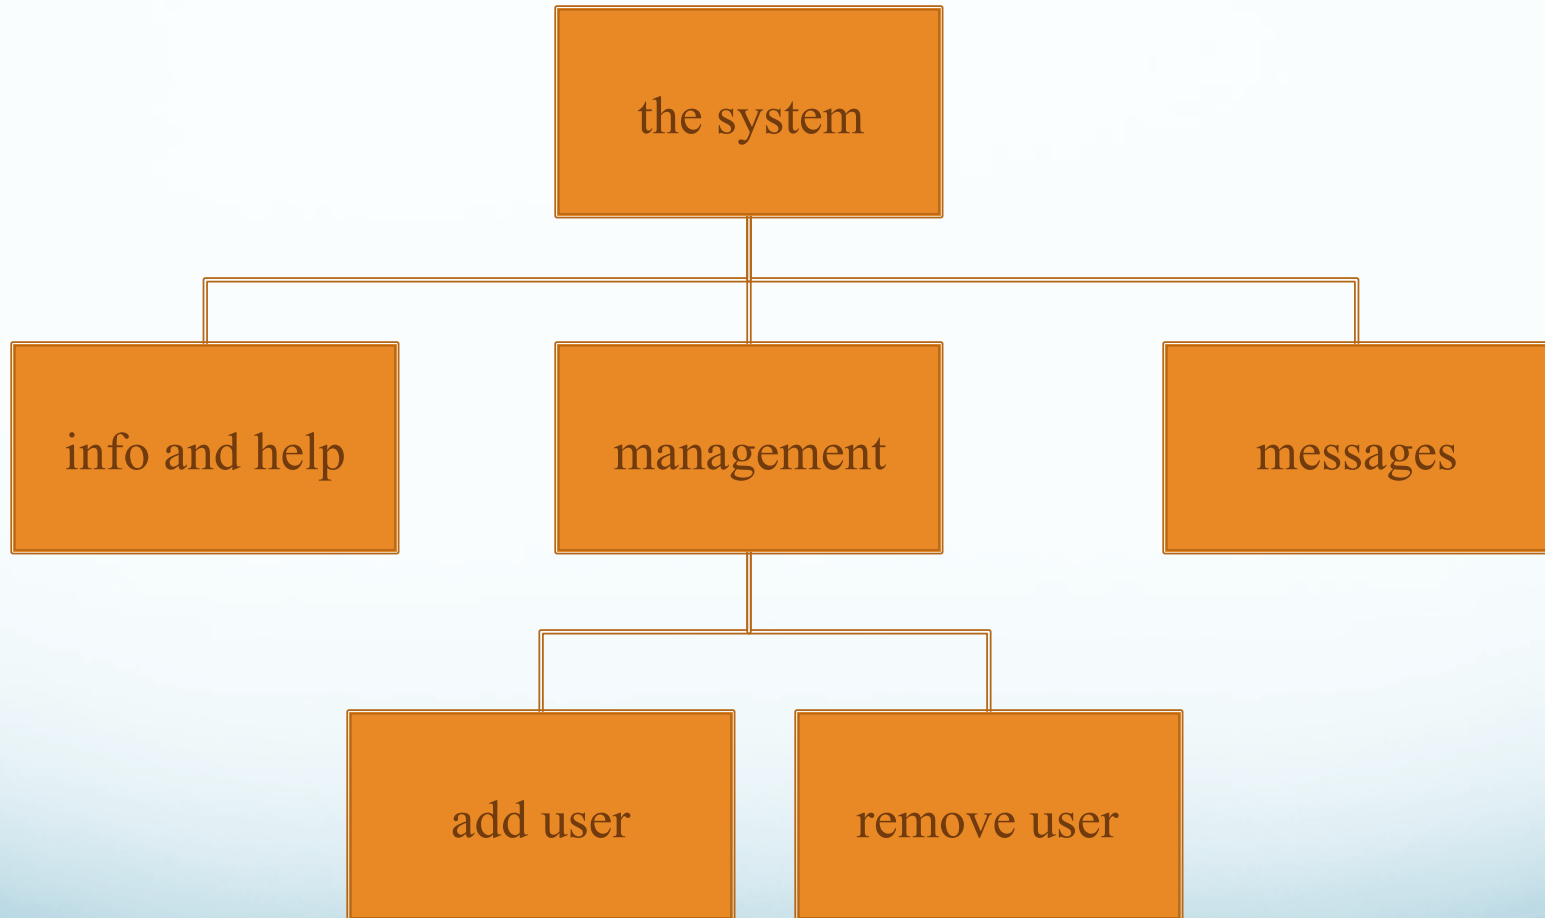 the system
info and help
management
messages
add user
remove user